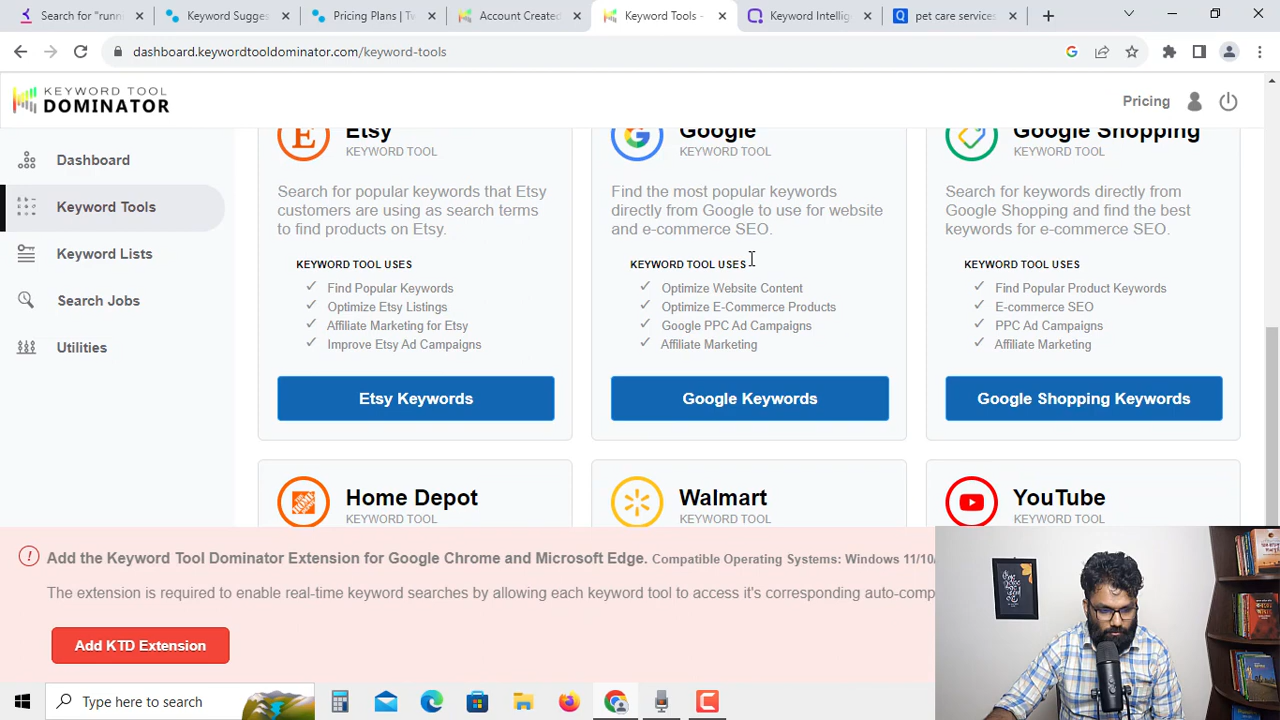 Search for "runn
Keyword Sugges
Pricing Plans | Tw
Account Created
Keyword Tools -
Keyword Intellig
pet care services
dashboard.keywordtooldominator.com/keyword-tools
KEYWORD TOOL
DOMINATOR
Pricing
Dashboard
Keyword Tools
Keyword Lists
Search Jobs
Utilities
Etsy
KEYWORD TOOL
Search for popular keywords that Etsy
customers are using as search terms
to find products on Etsy.
KEYWORD TOOL USES
Find Popular Keywords
Optimize Etsy Listings
Affiliate Marketing for Etsy
Improve Etsy Ad Campaigns
Etsy Keywords
Google
KEYWORD TOOL
Find the most popular keywords
directly from Google to use for website
and e-commerce SEO.
KEYWORD TOOL USES
Optimize Website Content
Optimize E-Commerce Products
Google PPC Ad Campaigns
Affiliate Marketing
Google Keywords
Google Shopping
KEYWORD TOOL
Search for keywords directly from
Google Shopping and find the best
keywords for e-commerce SEO.
KEYWORD TOOL USES
Find Popular Product Keywords
E-commerce SEO
PPC Ad Campaigns
Affiliate Marketing
Google Shopping Keywords
Home Depot
KEYWORD TOOL
Walmart
KEYWORD TOOL
YouTube
KEYWORD TOOL
Add the Keyword Tool Dominator Extension for Google Chrome and Microsoft Edge. Compatible Operating Systems: Windows 11/10/
The extension is required to enable real-time keyword searches by allowing each keyword tool to access it's corresponding auto-comp
Add KTD Extension
Type here to search